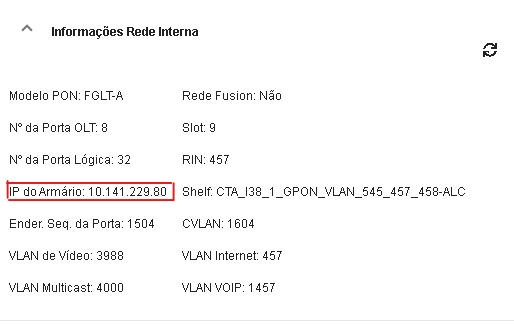 Informações Rede Interna
Modelo PON: FGLT-A Rede Fusion: Não
Nº da Porta OLT: 8 Slot: 9
Nº da Porta Lógica: 32 RIN: 457
IP do Armário: 10.141.229.80 Shelf: CTA_I38_1_GPON_VLAN_545_457_458-ALC
Ender. Seq. da Porta: 1504 CVLAN: 1604
VLAN de Vídeo: 3988 VLAN Internet: 457
VLAN Multicast: 4000 VLAN VOIP: 1457